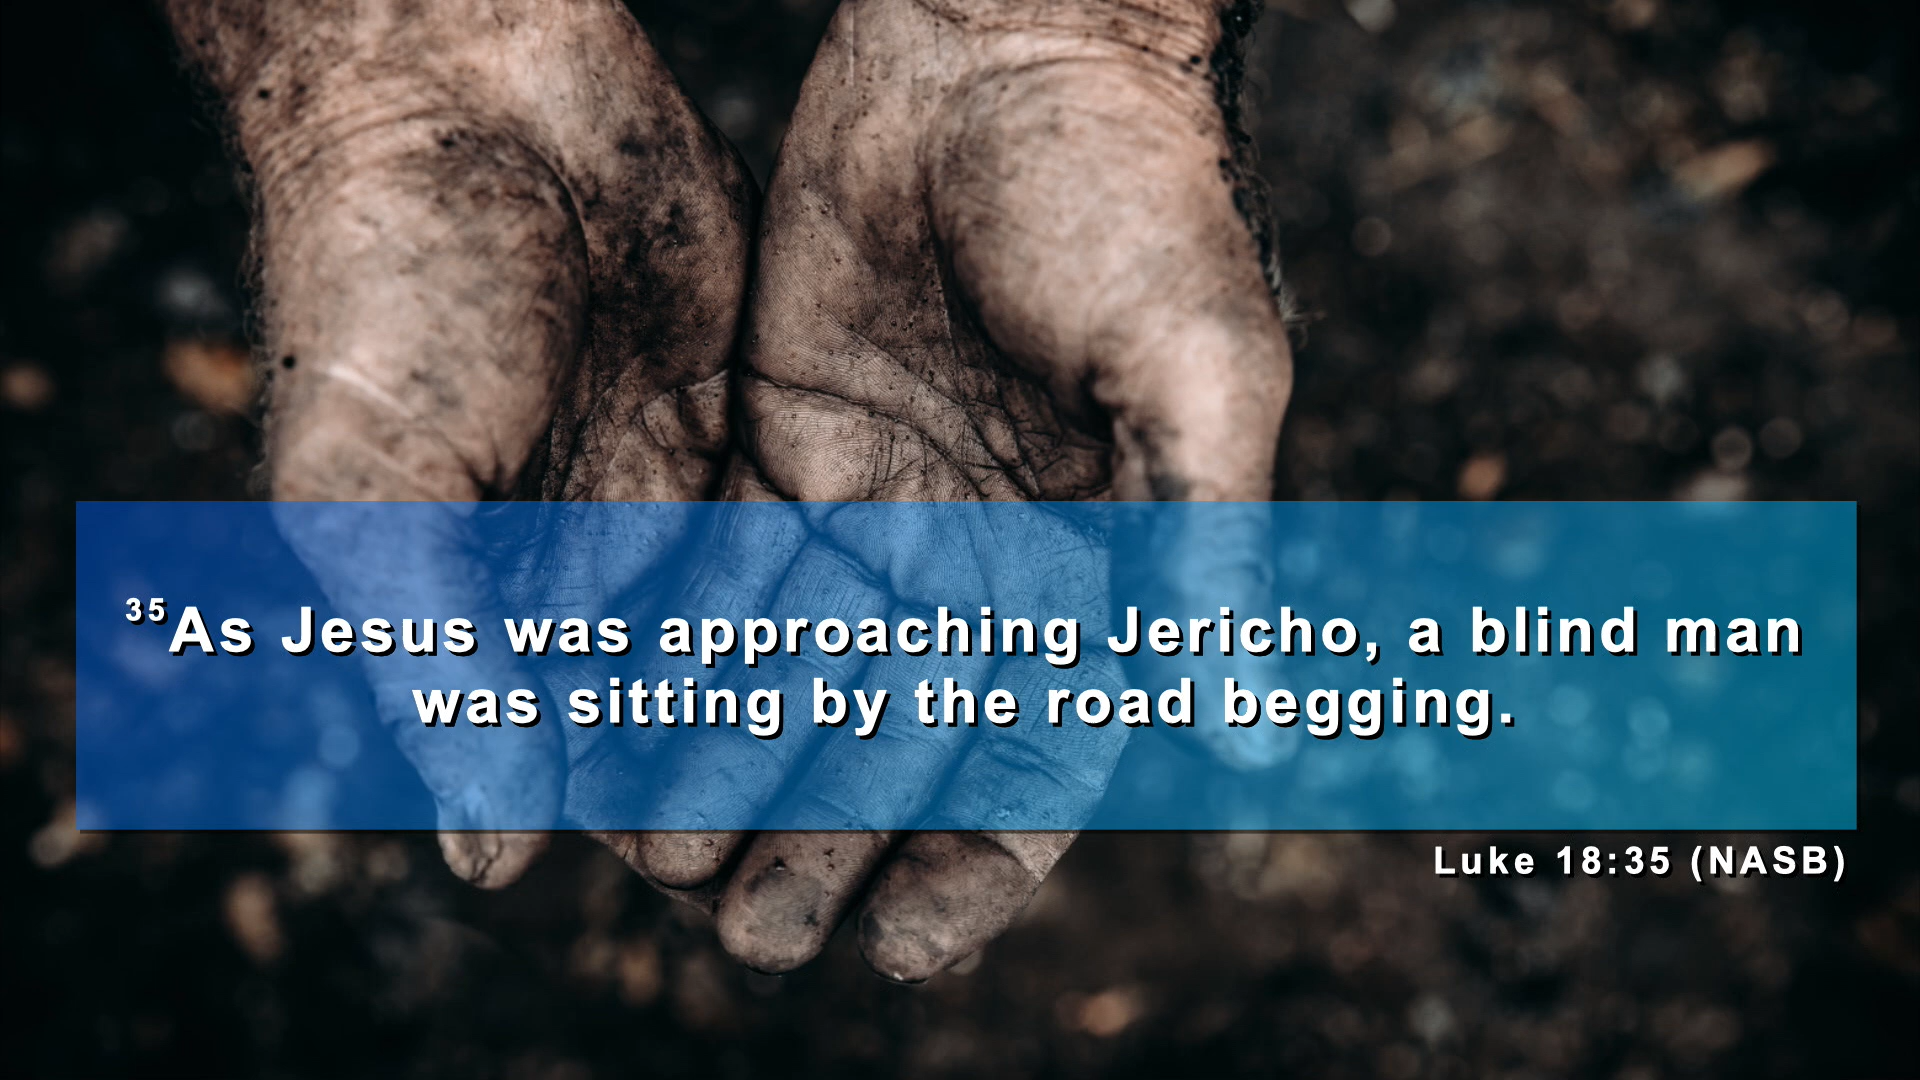 35As Jesus was approaching Jericho, a blind man
was sitting by the road begging.
Luke 18:35 (NASB)